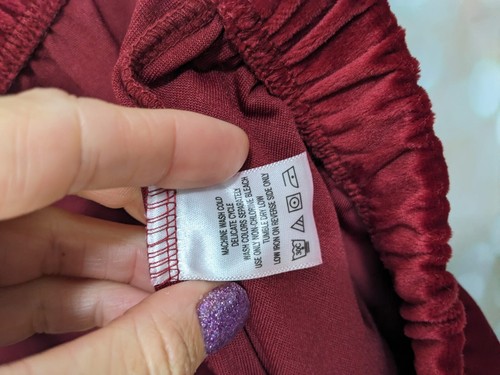 MACHINE WASH COLD
DELICATE CYCLE
WASH COLORS SEPARATELY
USE ONLY NON-CHLORINE BLEACH
TUMBLE DRY LOW
LOW IRON ON REVERSE SIDE ONLY